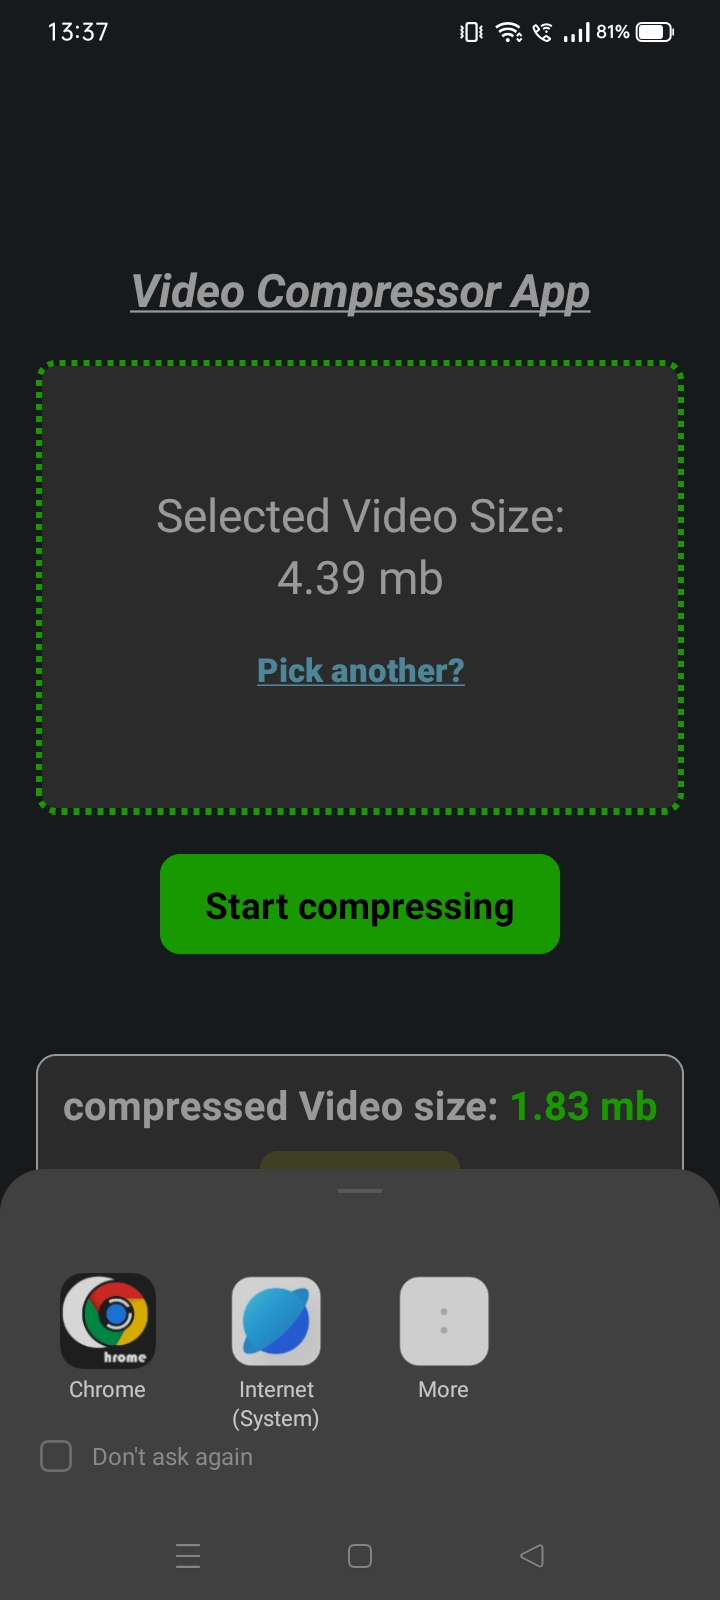 13:37
81%
Video Compressor App
Selected Video Size:
4.39 mb
Pick another?
Start compressing
compressed Video size: 1.83 mb
hrome
Chrome
Internet
(System)
More
Don't ask again